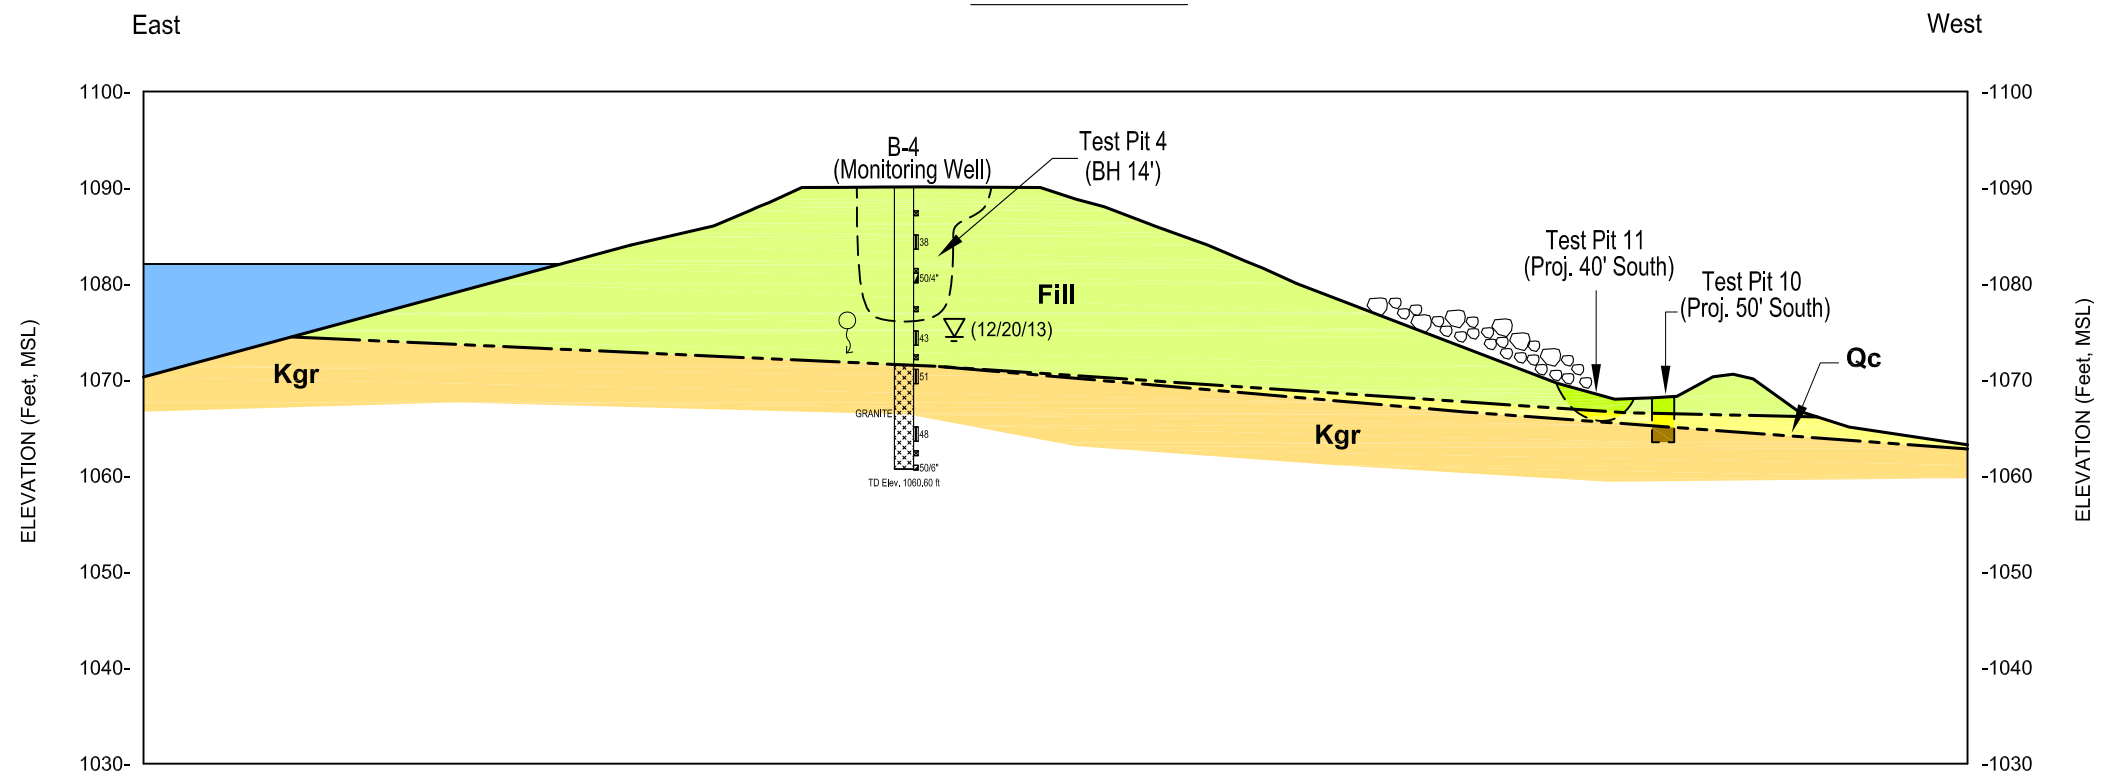 East
West
1100-
-1100
B-4
(Monitoring Well)
Test Pit 4
(BH 14')
1090-
-1090
38
Test Pit 11
(Proj. 40' South)
50/4"
Test Pit 10
(Proj. 50' South)
1080-
-1080
Fill
(12/20/13)
43
Qc
Kgr
51
1070-
-1070
GRANITE
48
Kgr
50/6"
TD Elev. 1060.60 ft
1060-
-1060
ELEVATION (Feet, MSL)
ELEVATION (Feet, MSL)
1050-
-1050
1040-
-1040
1030-
-1030